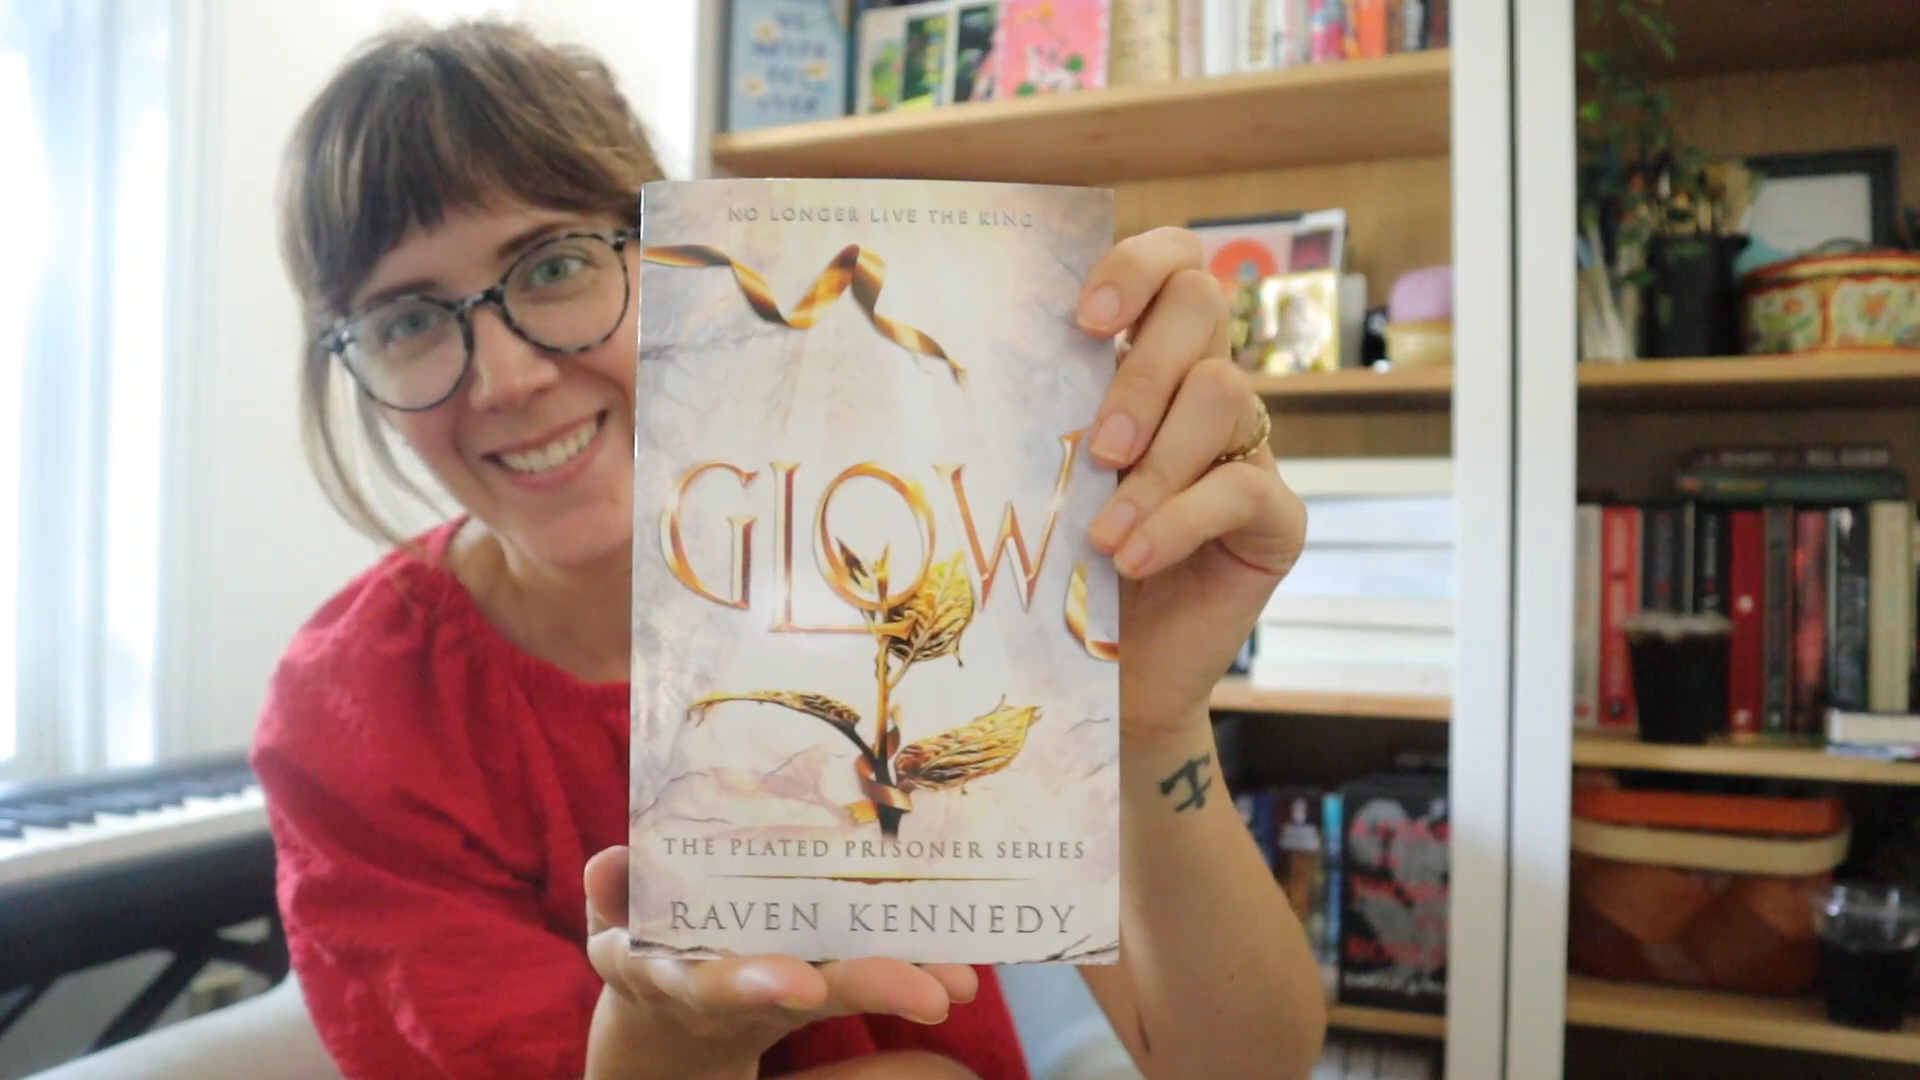 NO LONGER LIVE THE KING
GLOW
THE PLATED PRISONER SERIES
RAVEN KENNEDY